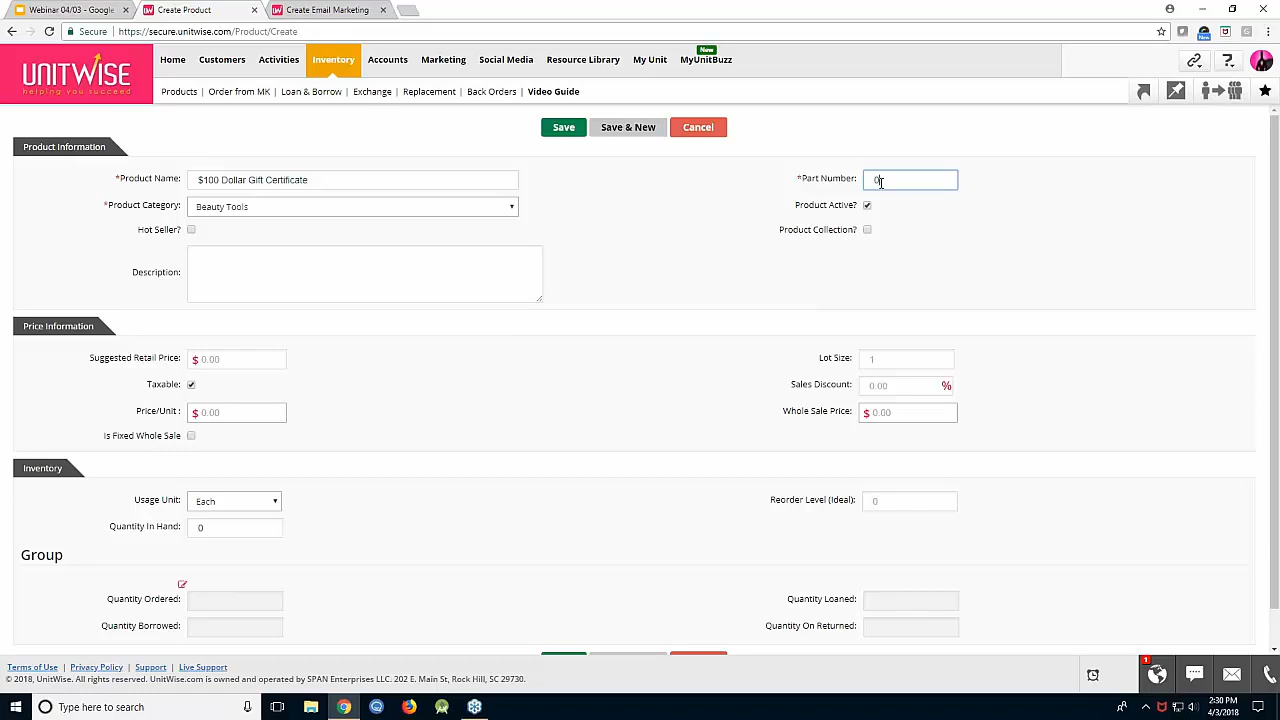 Webinar 04/03 - Google
Create Product
Create Email Marketing
Secure
https://secure.unitwise.com/Product/Create
New
UNITWISE
helping you succeed
Home
Customers
Activities
Inventory
Accounts
Marketing
Social Media
Resource Library
My Unit
New
MyUnitBuzz
Products
Order from MK
Loan & Borrow
Exchange
Replacement
Back Orders
Video Guide
Save
Save & New
Cancel
Product Information
*Product Name:
$100 Dollar Gift Certificate
*Part Number:
0
*Product Category:
Beauty Tools
Product Active?
Hot Seller?
Product Collection?
Description:
Price Information
Suggested Retail Price:
$ 0.00
Lot Size:
1
Taxable:
Sales Discount:
0.00 %
Price/Unit :
$ 0.00
Whole Sale Price:
$ 0.00
Is Fixed Whole Sale
Inventory
Usage Unit:
Each
Reorder Level (Ideal):
0
Quantity In Hand:
0
Group
Quantity Ordered:
Quantity Loaned:
Quantity Borrowed:
Quantity On Returned:
Terms of Use | Privacy Policy | Support | Live Support
© 2018, UnitWise. All rights reserved. UnitWise.com is owned and operated by SPAN Enterprises LLC. 202 E. Main St, Rock Hill, SC 29730.
1
Type here to search
2:30 PM
4/3/2018